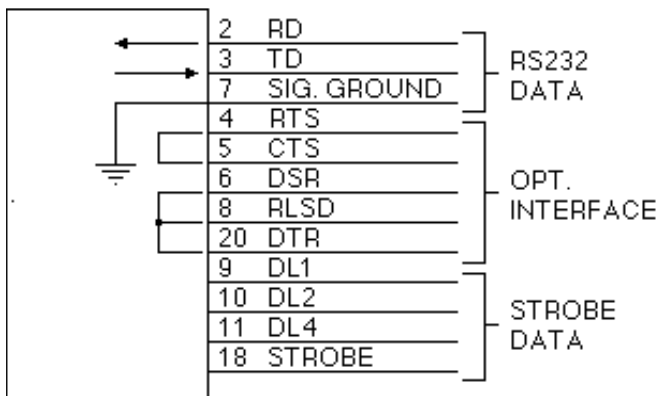 2 RD
3 TD
7 SIG. GROUND
RS232
DATA
4 RTS
5 CTS
6 DSR
8 RLSD
20 DTR
OPT.
INTERFACE
9 DL1
10 DL2
11 DL4
18 STROBE
STROBE
DATA